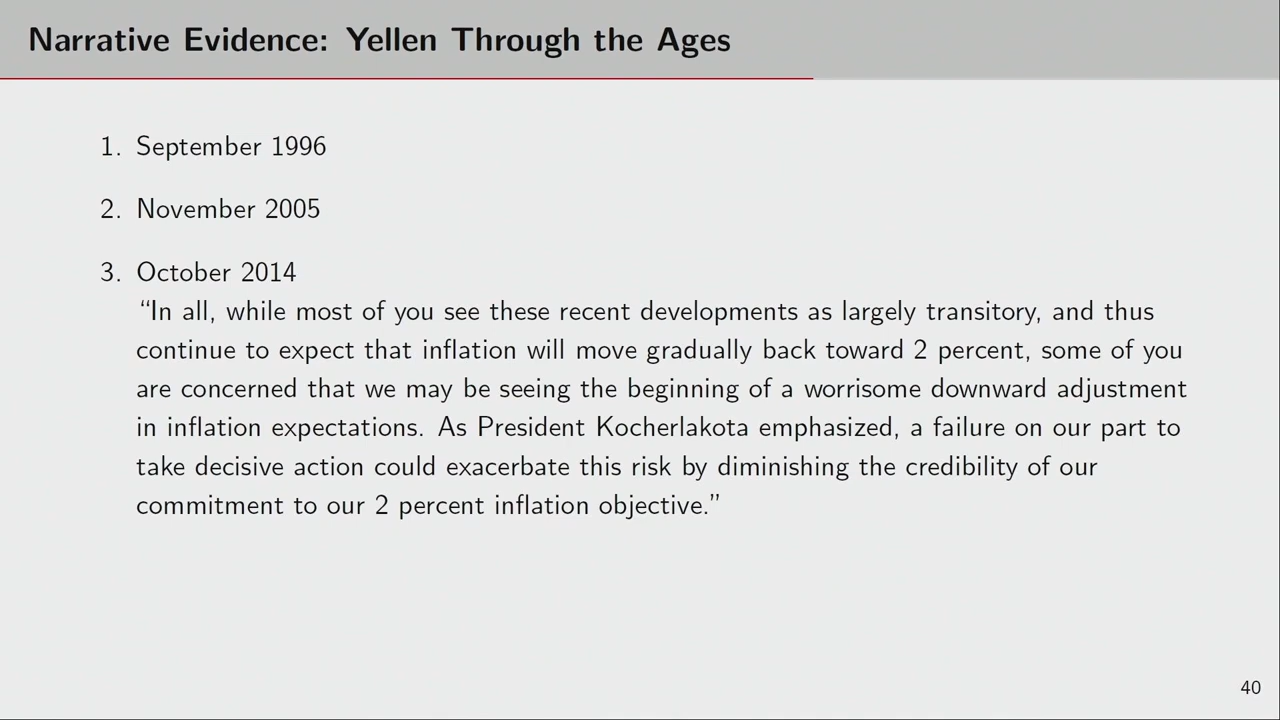 Narrative Evidence: Yellen Through the Ages
1. September 1996
2. November 2005
3. October 2014
“In all, while most of you see these recent developments as largely transitory, and thus
continue to expect that inflation will move gradually back toward 2 percent, some of you
are concerned that we may be seeing the beginning of a worrisome downward adjustment
in inflation expectations. As President Kocherlakota emphasized, a failure on our part to
take decisive action could exacerbate this risk by diminishing the credibility of our
commitment to our 2 percent inflation objective.”
40